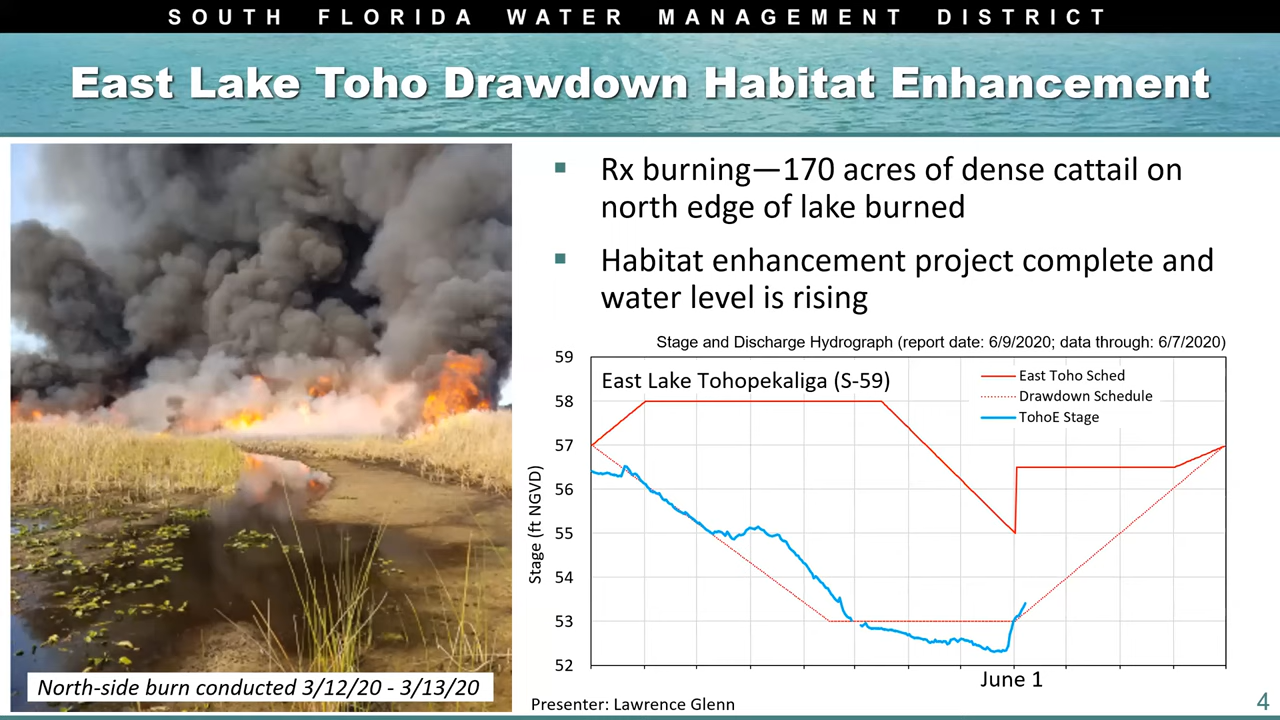 SOUTH FLORIDA WATER MANAGEMENT DISTRICT
East Lake Toho Drawdown Habitat Enhancement
Rx burning—170 acres of dense cattail on
north edge of lake burned
Habitat enhancement project complete and
water level is rising
North-side burn conducted 3/12/20 - 3/13/20
Stage and Discharge Hydrograph (report date: 6/9/2020; data through: 6/7/2020)
East Lake Tohopekaliga (S-59)
East Toho Sched
Drawdown Schedule
TohoE Stage
Stage (ft NGVD)
59
58
57
56
55
54
53
52
June 1
Presenter: Lawrence Glenn
4